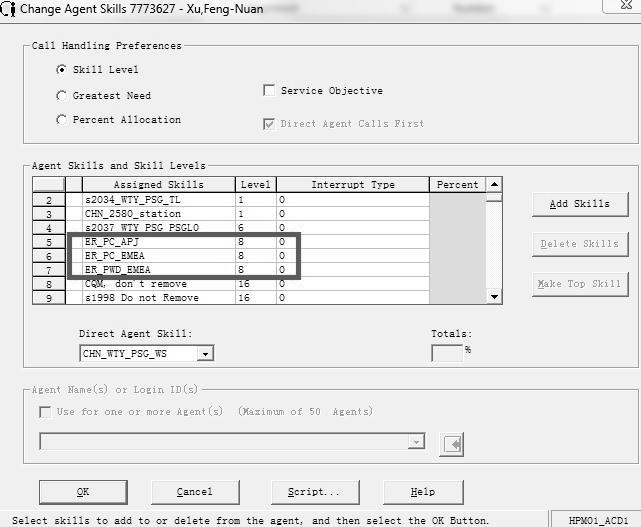 Change Agent Skills 7773627 - Xu,Feng-Nuan
Call Handling Preferences
Skill Level
Greatest Need
Service Objective
Percent Allocation
Direct Agent Calls First
Agent Skills and Skill Levels
Assigned Skills Level Interrupt Type Percent
2 s2034_WTY_PSG_TL 1 0
3 CHN_2580_station 1 0
4 s2037_WTY_PSG_PSGLO 6 0
5 ER_PC_APJ 8 0
6 ER_PC_EMEA 8 0
7 ER_PWD_EMEA 8 0
8 CQM, don't remove 16 0
9 s1998 Do not Remove 16 0
Add Skills
Delete Skills
Make Top Skill
Direct Agent Skill: Totals:
CHN_WTY_PSG_WS %
Agent Name(s) or Login ID(s)
Use for one or more Agent(s) (Maximum of 50 Agents)
OK Cancel Script... Help
Select skills to add to or delete from the agent, and then select the OK Button. HPM01_ACD1